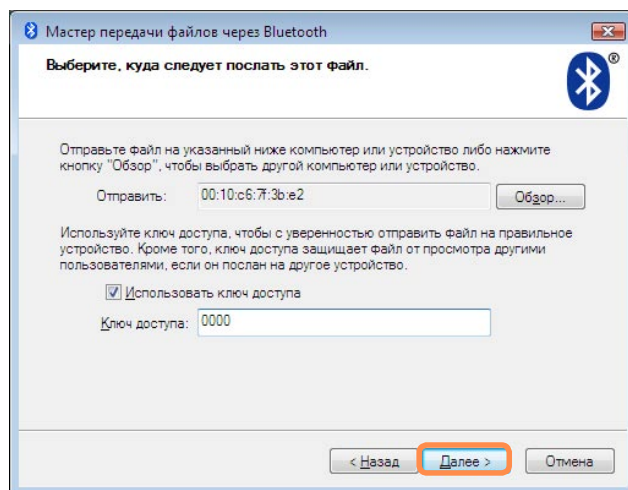 Мастер передачи файлов через Bluetooth
Выберите, куда следует послать этот файл.
Отправьте файл на указанный ниже компьютер или устройство либо нажмите
кнопку "Обзор", чтобы выбрать другой компьютер или устройство.
Отправить: 00:10:c6:7f:3b:e2 Обзор...
Используйте ключ доступа, чтобы с уверенностью отправить файл на правильное
устройство. Кроме того, ключ доступа защищает файл от просмотра другими
пользователями, если он послан на другое устройство.
Использовать ключ доступа
Ключ доступа: 0000
< Назад Далее > Отмена